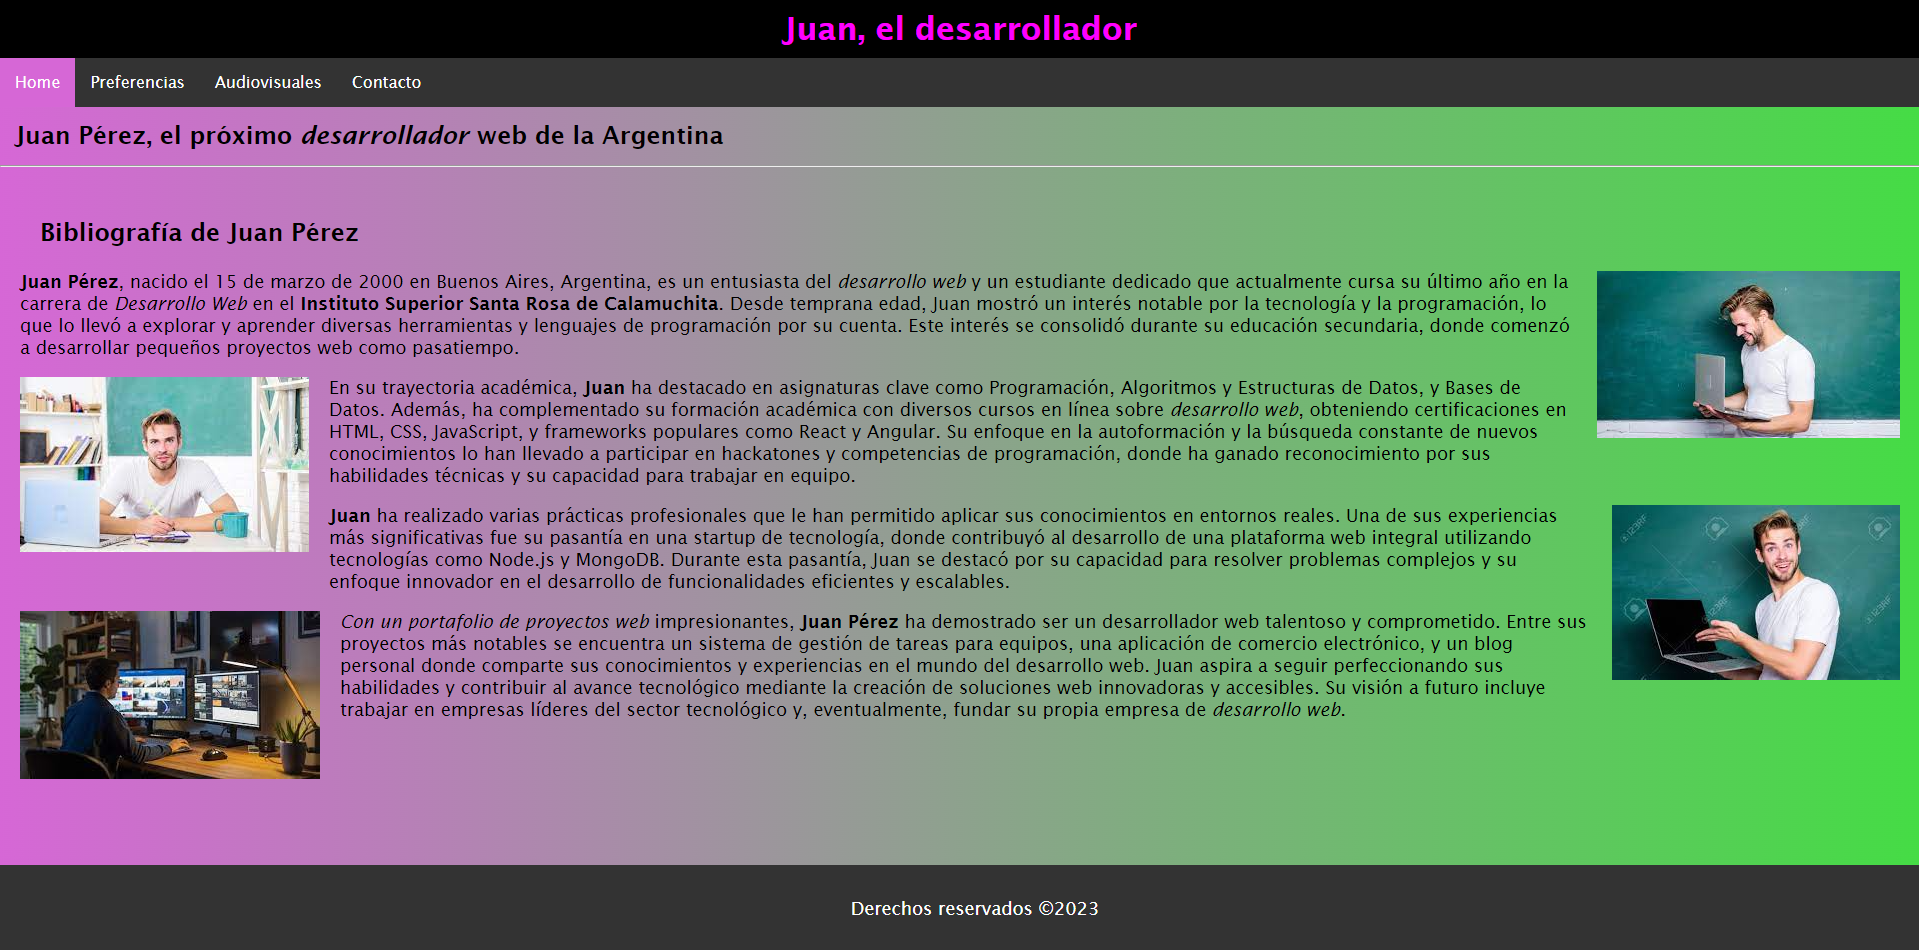 Juan, el desarrollador
Home Preferencias Audiovisuales Contacto
Juan Pérez, el próximo desarrollador web de la Argentina
Bibliografía de Juan Pérez
Juan Pérez, nacido el 15 de marzo de 2000 en Buenos Aires, Argentina, es un entusiasta del desarrollo web y un estudiante dedicado que actualmente cursa su último año en la
carrera de Desarrollo Web en el Instituto Superior Santa Rosa de Calamuchita. Desde temprana edad, Juan mostró un interés notable por la tecnología y la programación, lo
que lo llevó a explorar y aprender diversas herramientas y lenguajes de programación por su cuenta. Este interés se consolidó durante su educación secundaria, donde comenzó
a desarrollar pequeños proyectos web como pasatiempo.
En su trayectoria académica, Juan ha destacado en asignaturas clave como Programación, Algoritmos y Estructuras de Datos, y Bases de
Datos. Además, ha complementado su formación académica con diversos cursos en línea sobre desarrollo web, obteniendo certificaciones en
HTML, CSS, JavaScript, y frameworks populares como React y Angular. Su enfoque en la autoformación y la búsqueda constante de nuevos
conocimientos lo han llevado a participar en hackatones y competencias de programación, donde ha ganado reconocimiento por sus
habilidades técnicas y su capacidad para trabajar en equipo.
Juan ha realizado varias prácticas profesionales que le han permitido aplicar sus conocimientos en entornos reales. Una de sus experiencias
más significativas fue su pasantía en una startup de tecnología, donde contribuyó al desarrollo de una plataforma web integral utilizando
tecnologías como Node.js y MongoDB. Durante esta pasantía, Juan se destacó por su capacidad para resolver problemas complejos y su
enfoque innovador en el desarrollo de funcionalidades eficientes y escalables.
Con un portafolio de proyectos web impresionantes, Juan Pérez ha demostrado ser un desarrollador web talentoso y comprometido. Entre sus
proyectos más notables se encuentra un sistema de gestión de tareas para equipos, una aplicación de comercio electrónico, y un blog
personal donde comparte sus conocimientos y experiencias en el mundo del desarrollo web. Juan aspira a seguir perfeccionando sus
habilidades y contribuir al avance tecnológico mediante la creación de soluciones web innovadoras y accesibles. Su visión a futuro incluye
trabajar en empresas líderes del sector tecnológico y, eventualmente, fundar su propia empresa de desarrollo web.
123RF
123RF
123RF
Derechos reservados ©2023